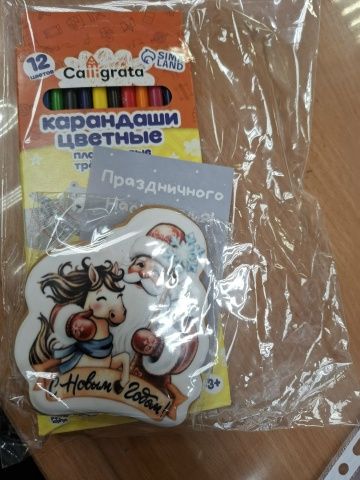 12
ЦВЕТОВ
Calligrata
SIMA
LAND
карандаши
цветные
Праздничного
С Новым
Годом!
3+